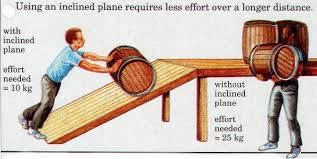 Using an inclined plane requires less effort over a longer distance.
with
inclined
plane
effort
needed
= 10 kg
without
inclined
plane
effort
needed
= 25 kg